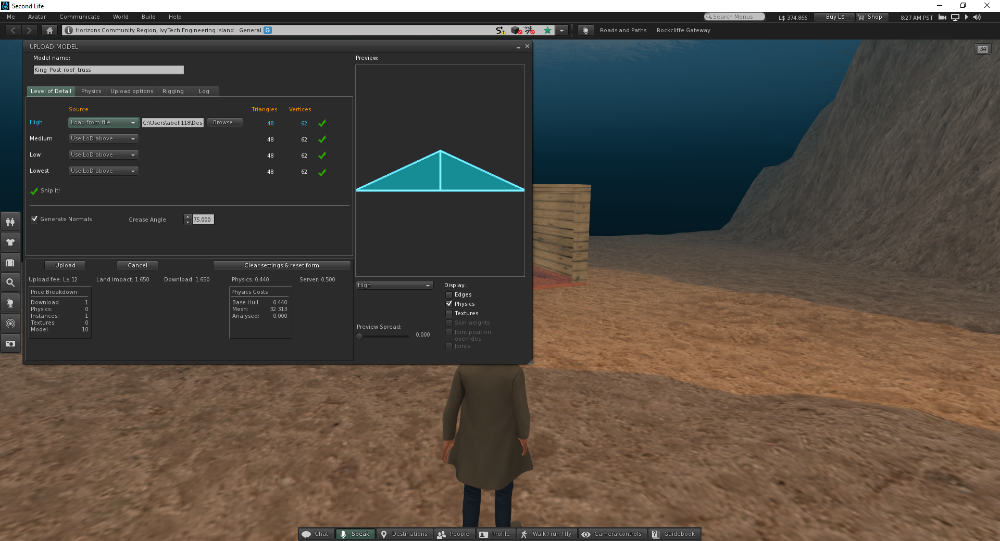 Second Life
Me Avatar Communicate World Build Help
Search Menus L$ 374,866 Buy L$ Shop 8:27 AM PST
Horizons Community Region, IvyTech Engineering Island - General G
Roads and Paths Rockcliffe Gateway ...
34
UPLOAD MODEL
Model name:
King_Post_roof_truss
Preview:
Level of Detail Physics Upload options Rigging Log
Source Triangles Vertices
High Load from file C:\Users\abell118\Des Browse... 48 62
Medium Use LoD above 48 62
Low Use LoD above 48 62
Lowest Use LoD above 48 62
Ship it!
Generate Normals Crease Angle: 75.000
Upload Cancel Clear settings & reset form
Upload fee: L$ 12 Land impact: 1.650 Download: 1.650 Physics: 0.440 Server: 0.500
Price Breakdown
Download: 1
Physics: 0
Instances: 1
Textures: 0
Model: 10
Physics Costs
Base Hull: 0.440
Mesh: 32.313
Analysed: 0.000
High
Display...
Edges
Physics
Textures
Skin weights
Joint position
overrides
Joints
Preview Spread: 0.000
Chat Speak Destinations People Profile Walk / run / fly Camera controls Guidebook